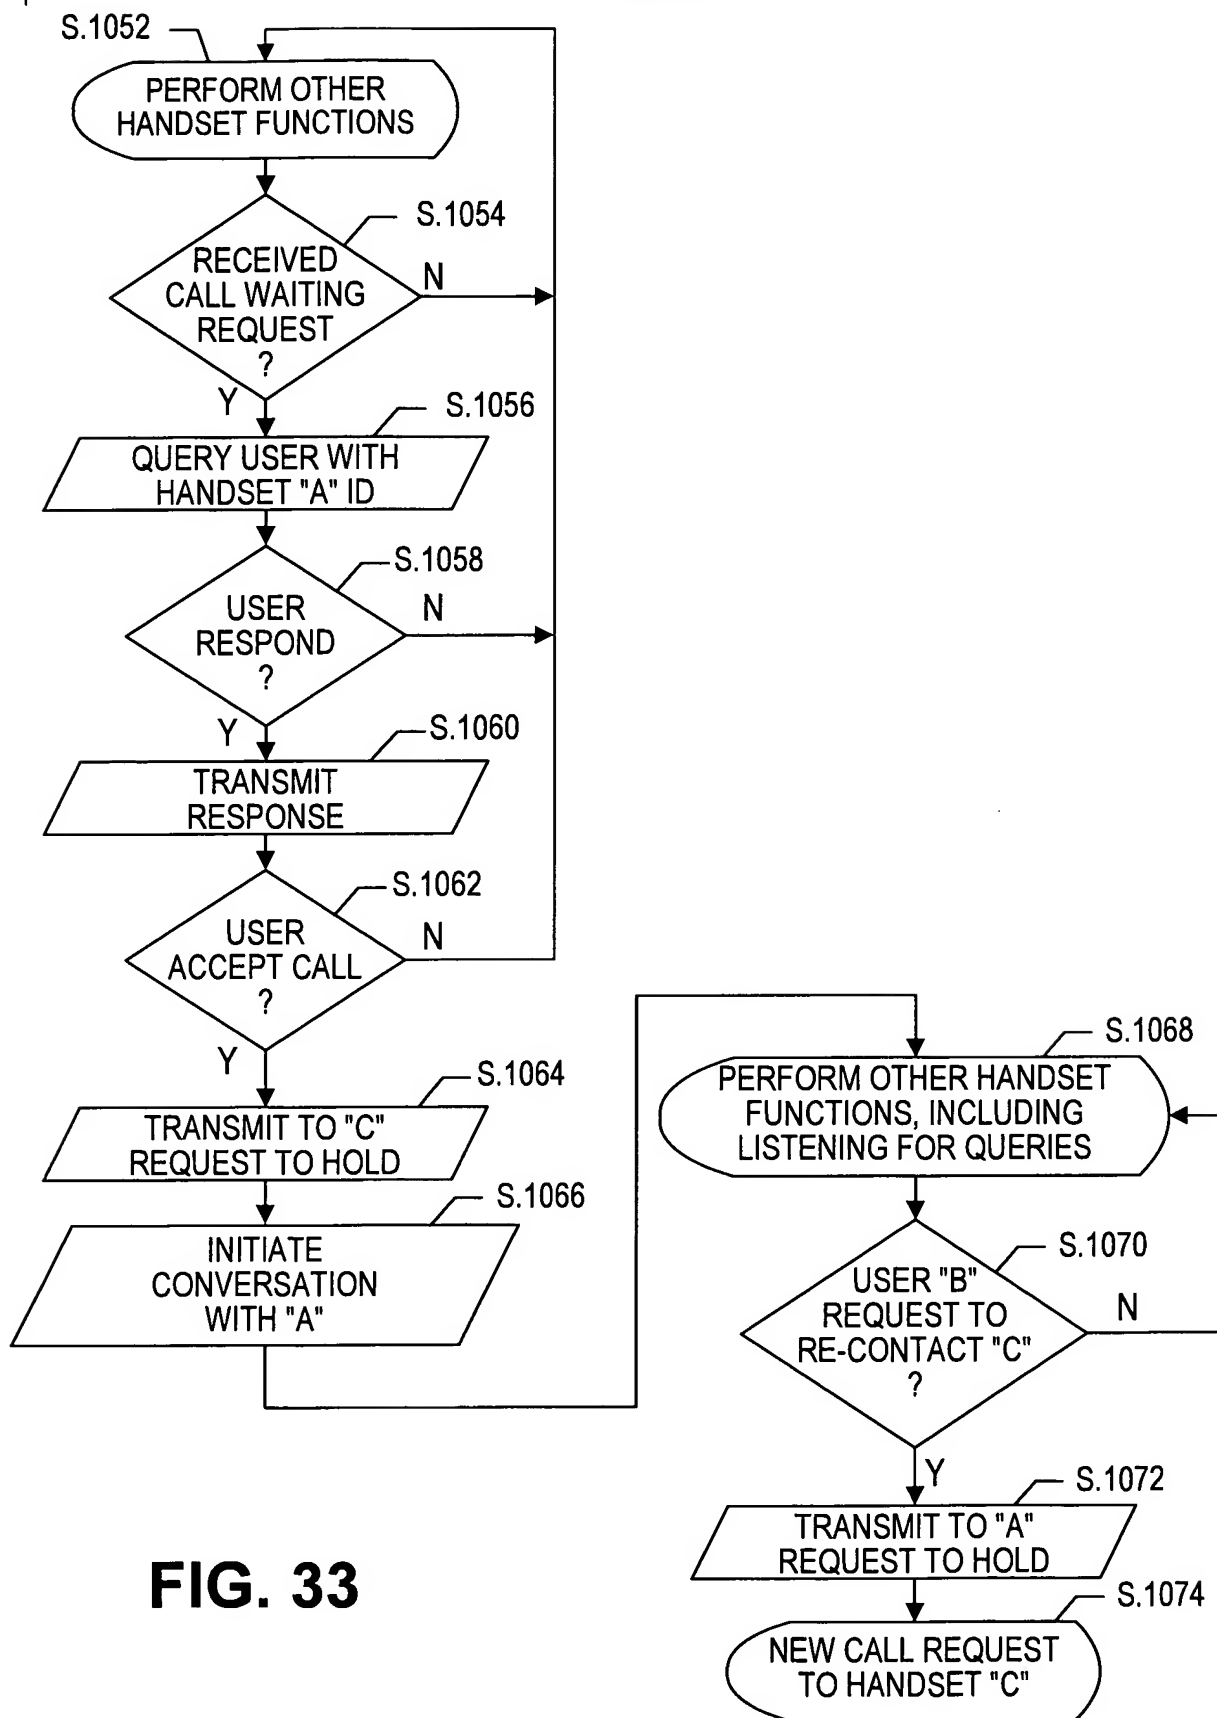 S.1052
PERFORM OTHER
HANDSET FUNCTIONS
S.1054
RECEIVED
CALL WAITING
REQUEST
?
N
Y
S.1056
QUERY USER WITH
HANDSET "A" ID
S.1058
USER
RESPOND
?
N
Y
S.1060
TRANSMIT
RESPONSE
S.1062
USER
ACCEPT CALL
?
N
Y
S.1064
TRANSMIT TO "C"
REQUEST TO HOLD
S.1066
INITIATE
CONVERSATION
WITH "A"
S.1068
PERFORM OTHER HANDSET
FUNCTIONS, INCLUDING
LISTENING FOR QUERIES
S.1070
USER "B"
REQUEST TO
RE-CONTACT "C"
?
N
Y
S.1072
TRANSMIT TO "A"
REQUEST TO HOLD
S.1074
NEW CALL REQUEST
TO HANDSET "C"
FIG. 33